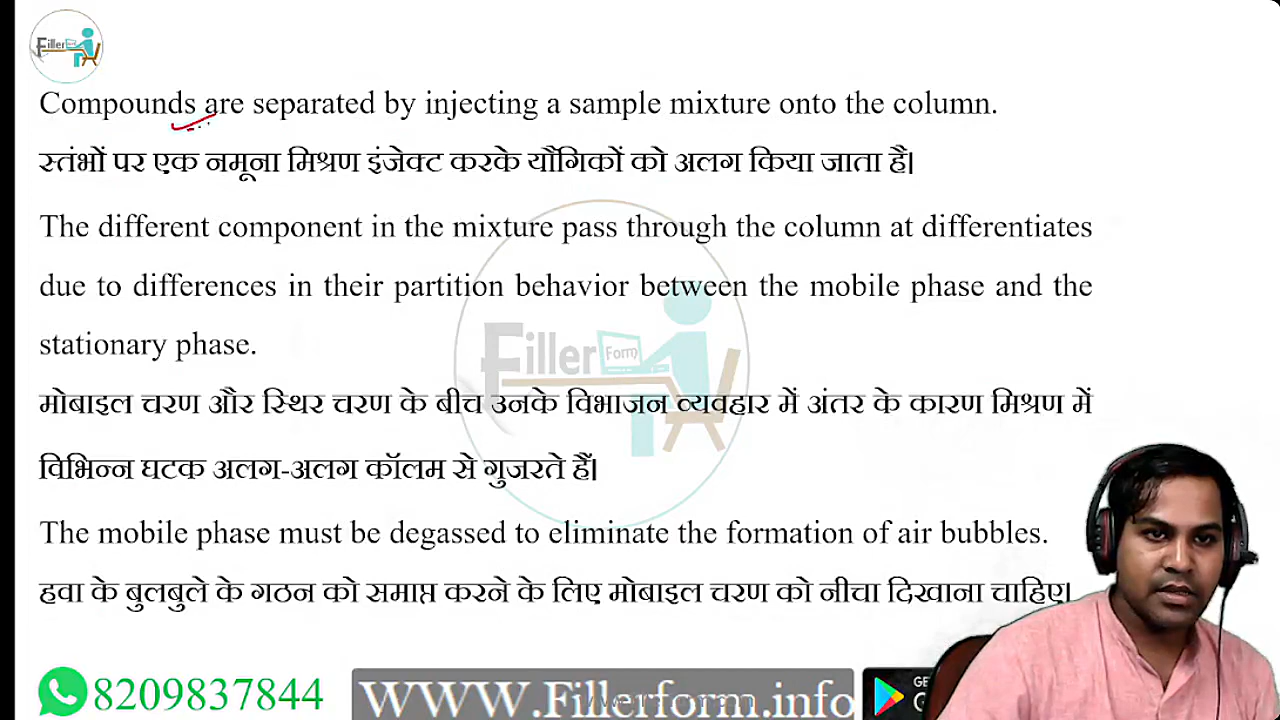 Filler
Compounds are separated by injecting a sample mixture onto the column.
स्तंभों पर एक नमूना मिश्रण इंजेक्ट करके यौगिकों को अलग किया जाता है।
The different component in the mixture pass through the column at differentiates
due to differences in their partition behavior between the mobile phase and the
stationary phase.
Filler Form
मोबाइल चरण और स्थिर चरण के बीच उनके विभाजन व्यवहार में अंतर के कारण मिश्रण में
विभिन्न घटक अलग-अलग कॉलम से गुजरते हैं।
The mobile phase must be degassed to eliminate the formation of air bubbles.
हवा के बुलबुले के गठन को समाप्त करने के लिए मोबाइल चरण को नीचा दिखाना चाहिए।
8209837844
WWW.Fillerform.info
GE
G